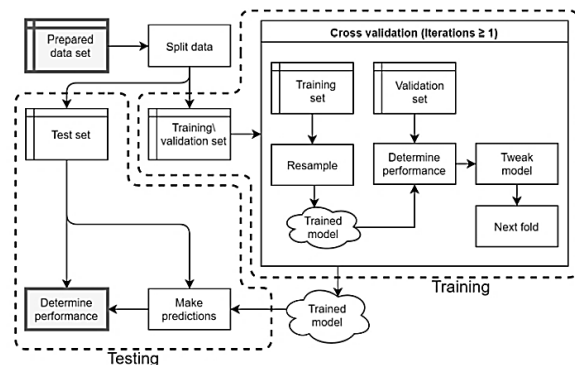 Prepared
data set
Split data
Cross validation (Iterations ≥ 1)
Training
set
Validation
set
Test set
Training\
validation set
Resample
Determine
performance
Tweak
model
Trained
model
Next fold
Training
Determine
performance
Make
predictions
Trained
model
Testing